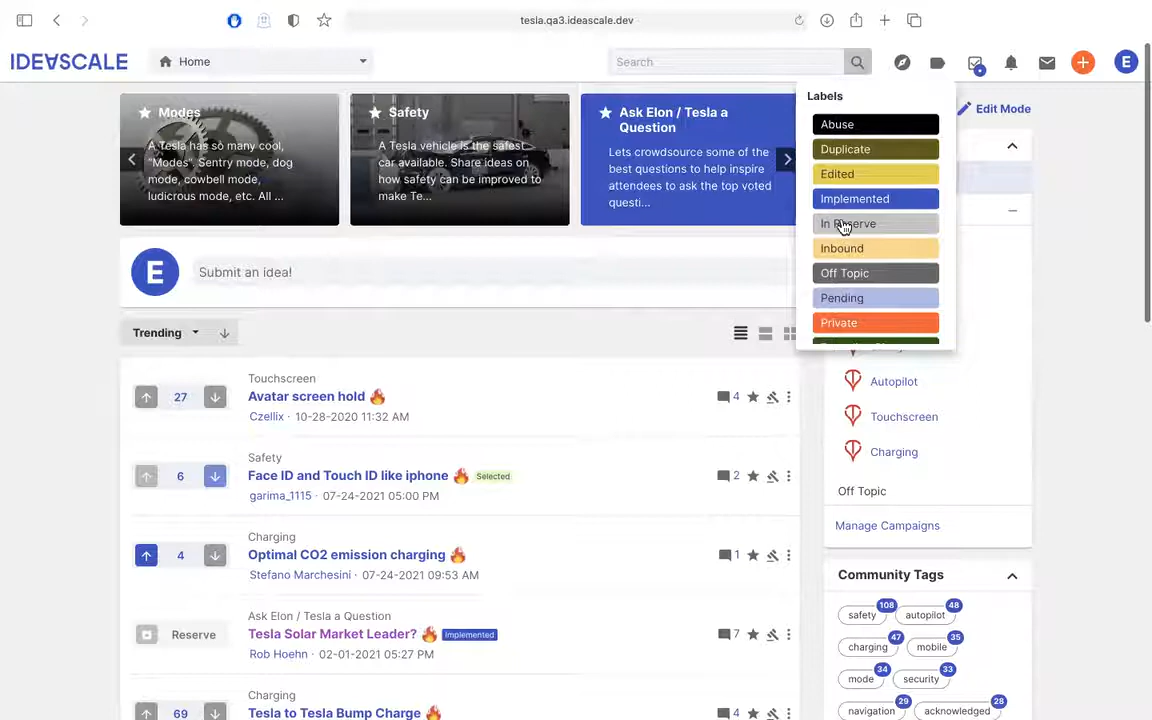 tesla.qa3.ideascale.dev
IDEASCALE
Home
Search
E
Labels
Abuse
Duplicate
Edited
Implemented
In Reserve
Inbound
Off Topic
Pending
Private
Edit Mode
Modes
A Tesla has so many cool,
"Modes". Sentry mode, dog
mode, cowbell mode,
ludicrous mode, etc. All ...
Safety
A Tesla vehicle is the safest
car available. Share ideas on
how safety can be improved to
make Te...
Ask Elon / Tesla a
Question
Lets crowdsource some of the
best questions to help inspire
attendees to ask the top voted
questi...
E
Submit an idea!
Trending
27
Touchscreen
Avatar screen hold
Czellix · 10-28-2020 11:32 AM
4
6
Safety
Face ID and Touch ID like iphone Selected
garima_1115 · 07-24-2021 05:00 PM
2
4
Charging
Optimal CO2 emission charging
Stefano Marchesini · 07-24-2021 09:53 AM
1
Reserve
Ask Elon / Tesla a Question
Tesla Solar Market Leader? Implemented
Rob Hoehn · 02-01-2021 05:27 PM
7
69
Charging
Tesla to Tesla Bump Charge
4
Autopilot
Touchscreen
Charging
Off Topic
Manage Campaigns
Community Tags
safety 108 autopilot 48
charging 47 mobile 35
mode 34 security 33
navigation 29 acknowledged 28